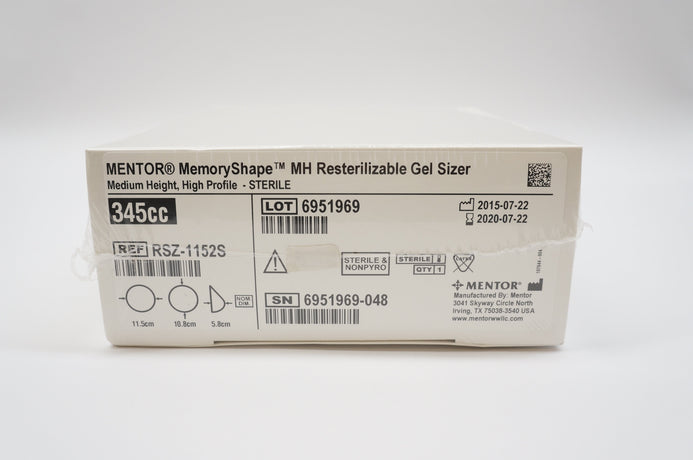 MENTOR® MemoryShape™ MH Resterilizable Gel Sizer
Medium Height, High Profile - STERILE
345cc
REF RSZ-1152S
11.5cm
10.8cm
5.8cm
NOM DIM.
LOT 6951969
2015-07-22
2020-07-22
STERILE & NONPYRO
STERILE
QTY 1
LATEX
SN 6951969-048
MENTOR®
Manufactured By: Mentor
3041 Skyway Circle North
Irving, TX 75038-3540 USA
www.mentorwwllc.com